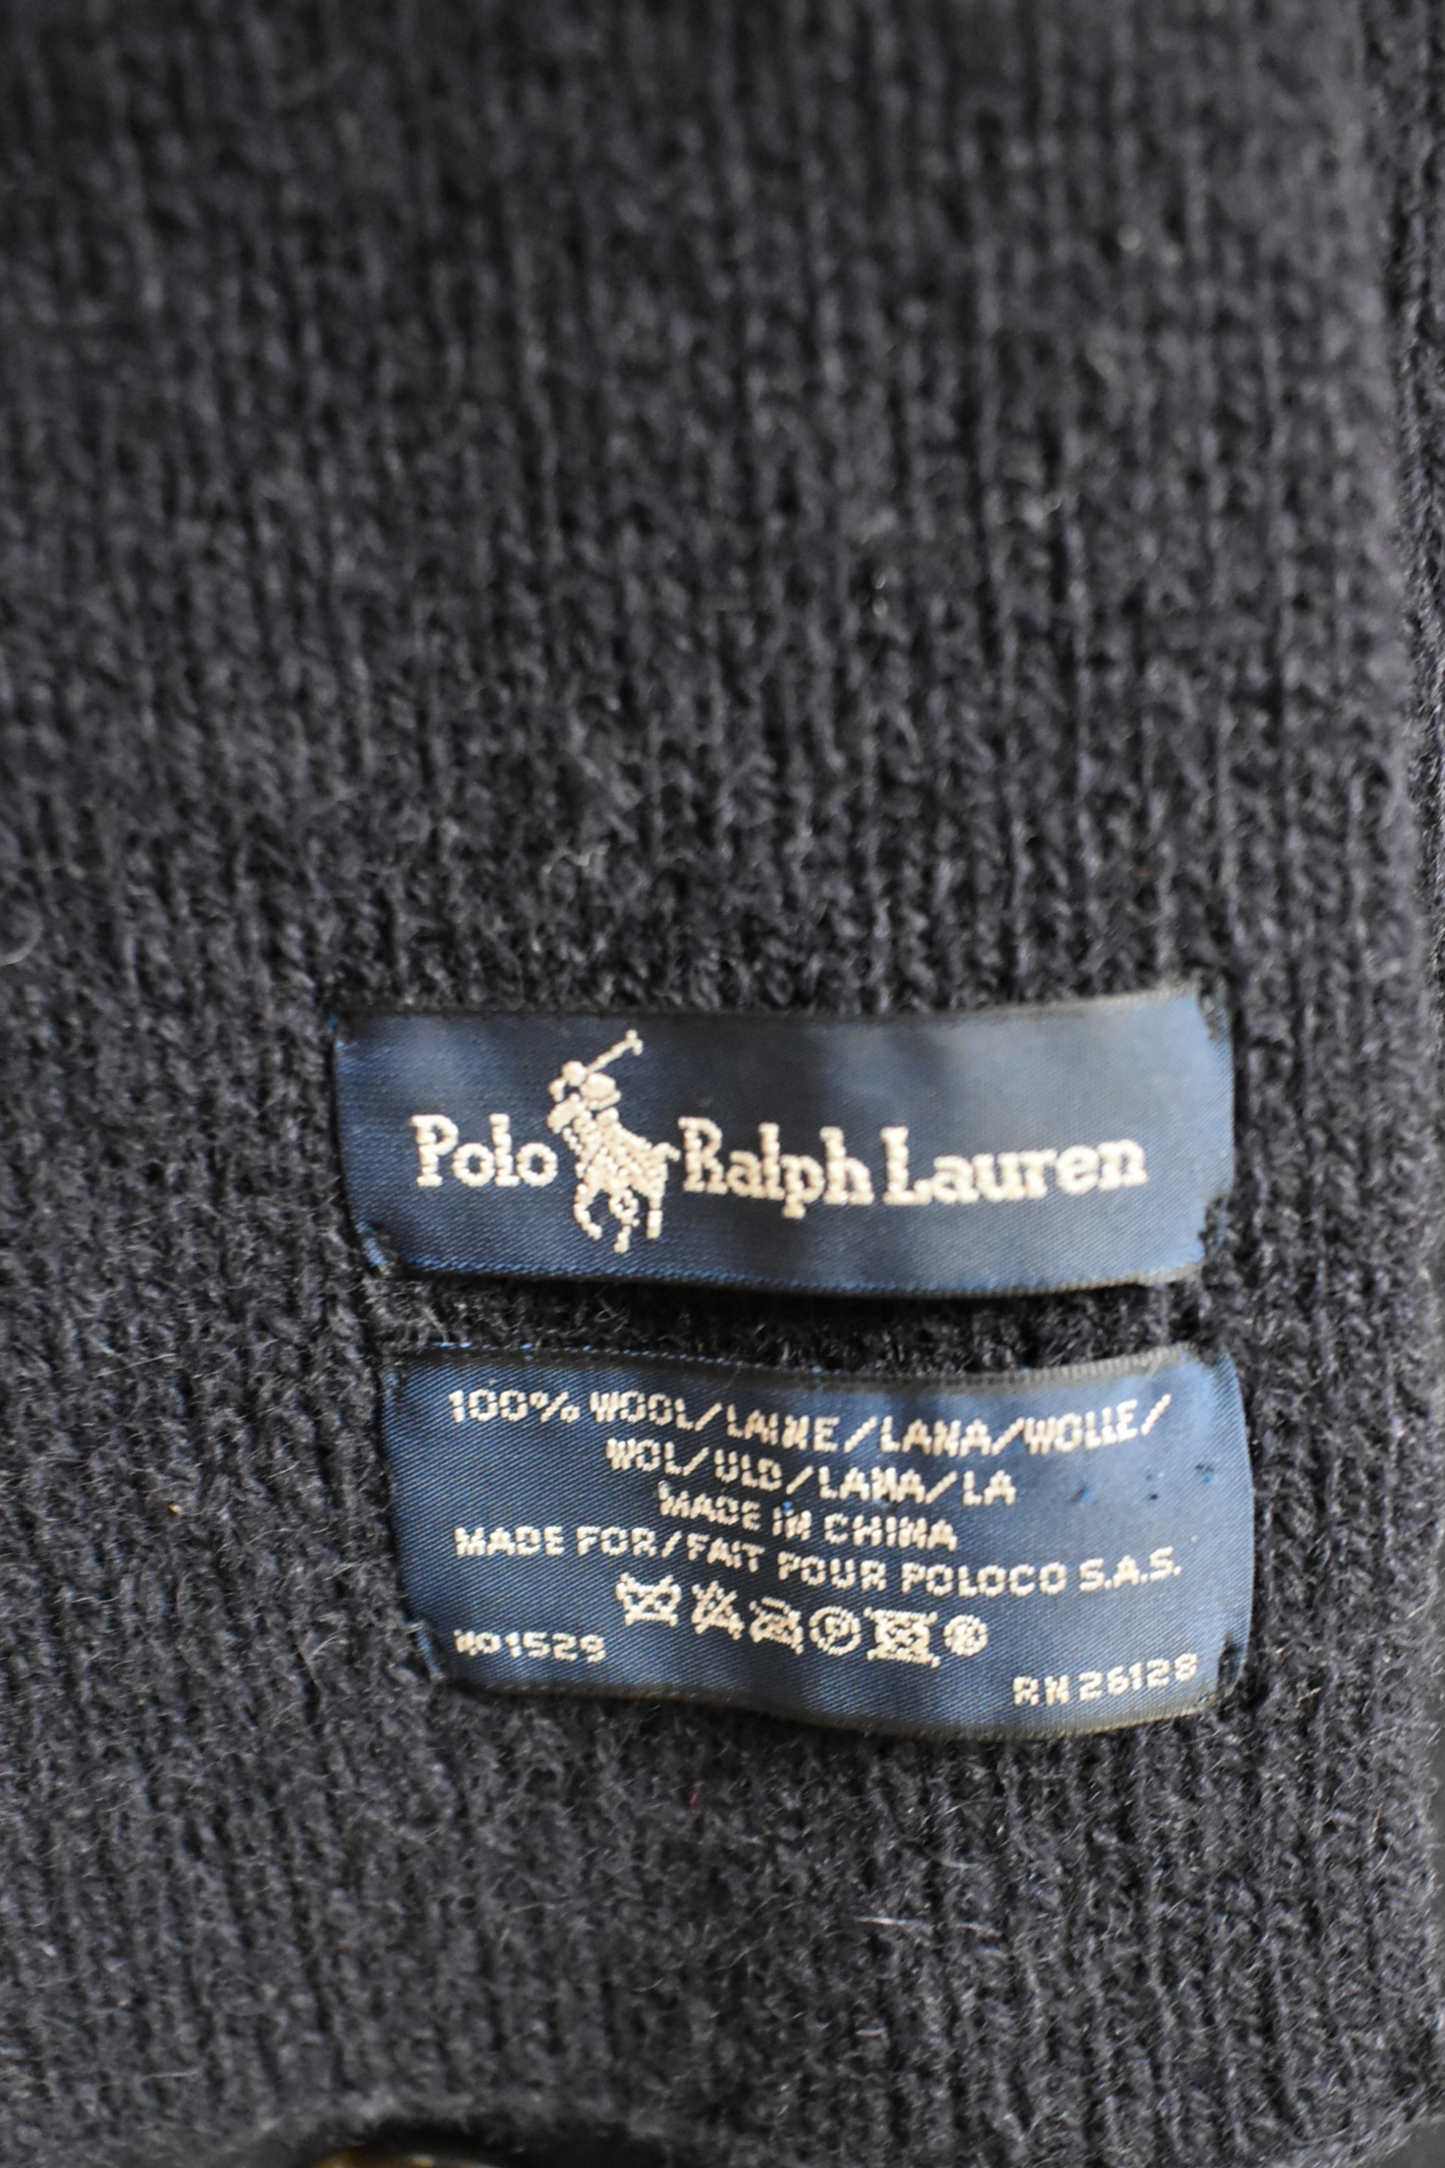 Polo Ralph Lauren
100% WOOL/LAINE/LANA/WOLLE/
WOL/ULD/LANA/LA
MADE IN CHINA
MADE FOR/FAIT POUR POLOCO S.A.S.
P
W01529
RN 26128